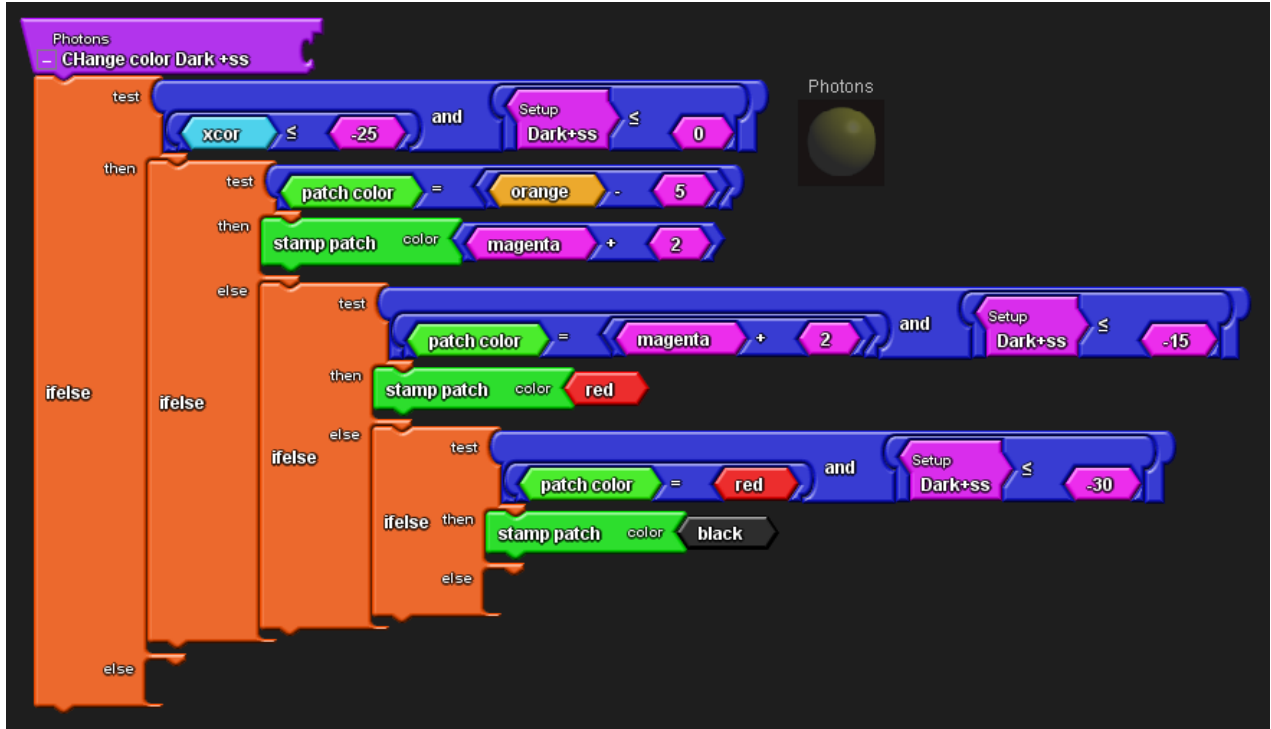 Photons
CHange color Dark +ss
Photons
test
xcor ≤ -25 and Setup Dark+ss ≤ 0
then
test
patch color = orange - 5
then
stamp patch color magenta + 2
else
test
patch color = magenta + 2 and Setup Dark+ss ≤ -15
then
stamp patch color red
ifelse
ifelse
else
ifelse
test
patch color = red and Setup Dark+ss ≤ -30
ifelse
then
stamp patch color black
else
else